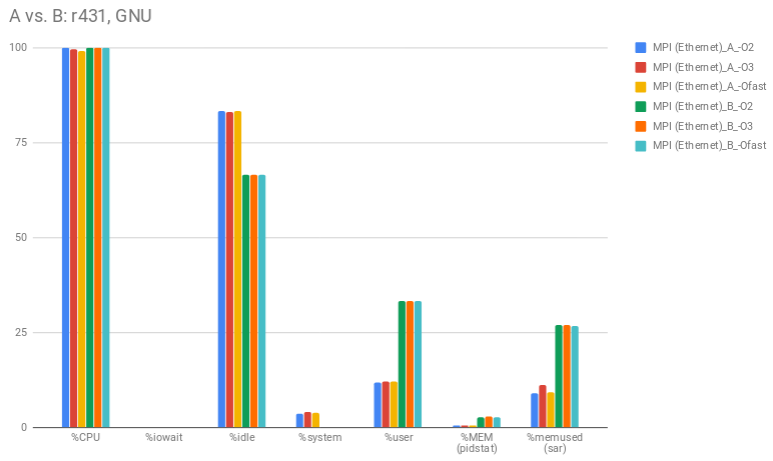 A vs. B: r431, GNU
100
75
50
25
0
%CPU
%iowait
%idle
%system
%user
%MEM
(pidstat)
%memused
(sar)
MPI (Ethernet)_A_-O2
MPI (Ethernet)_A_-O3
MPI (Ethernet)_A_-Ofast
MPI (Ethernet)_B_-O2
MPI (Ethernet)_B_-O3
MPI (Ethernet)_B_-Ofast